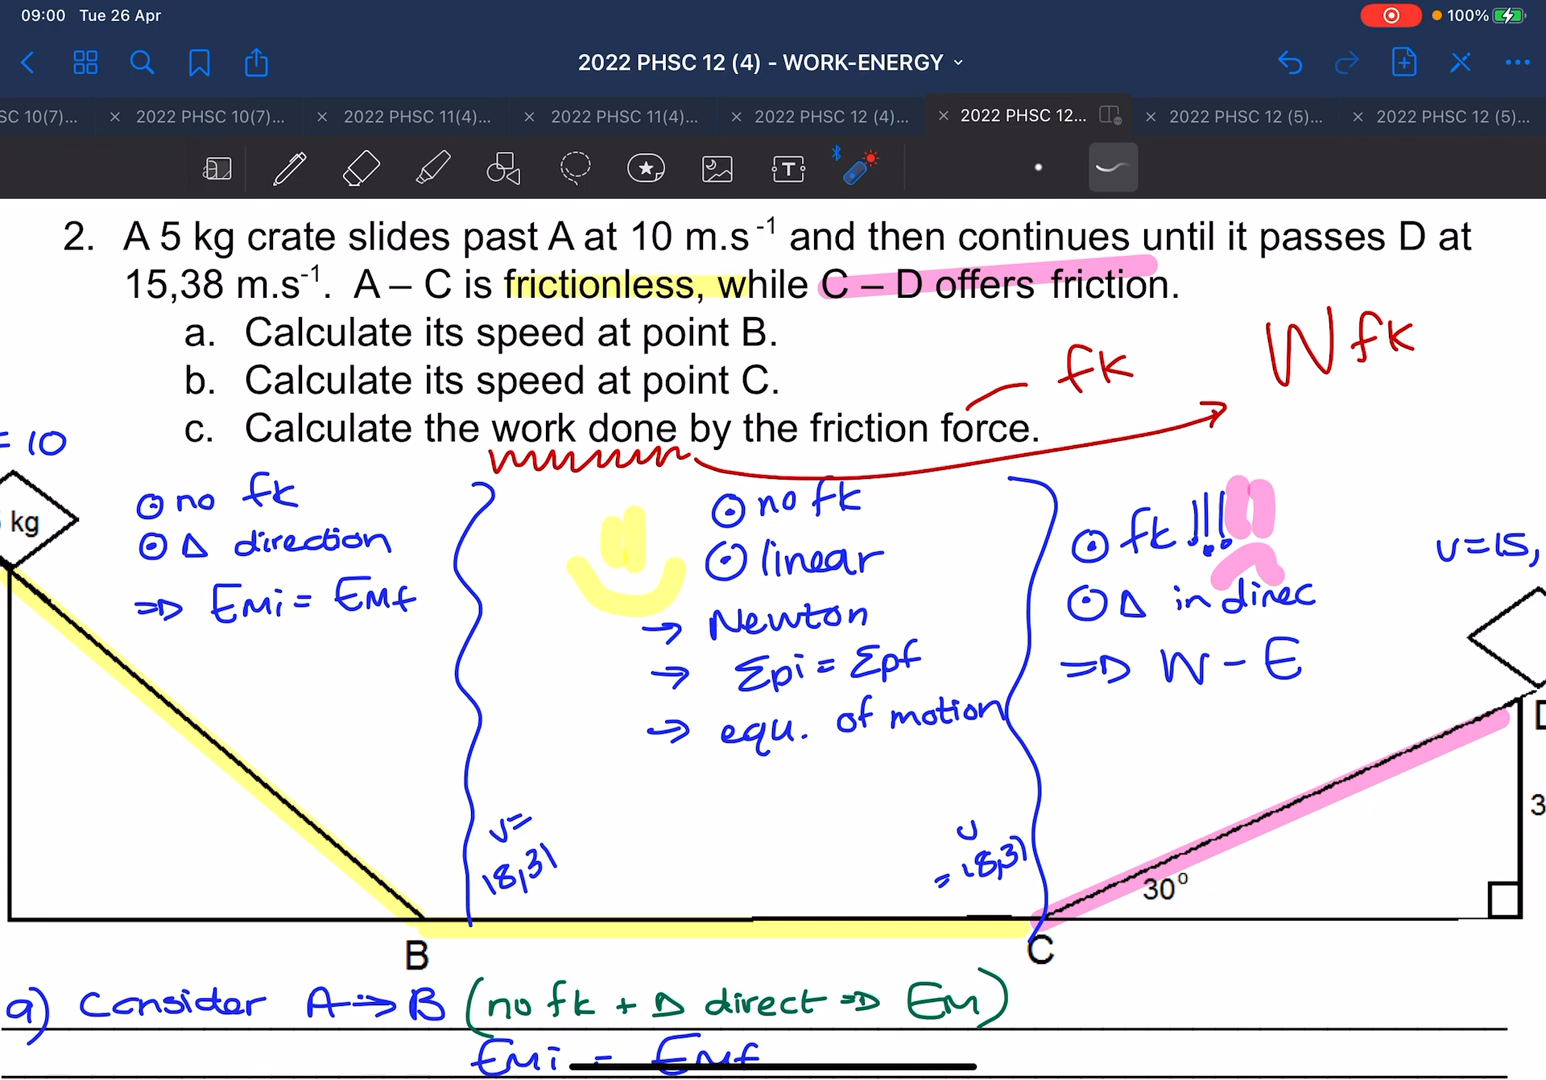 09:00 Tue 26 Apr
100%
2022 PHSC 12 (4) - WORK-ENERGY
SC 10(7)... × 2022 PHSC 10(7)... × 2022 PHSC 11(4)... × 2022 PHSC 11(4)... × 2022 PHSC 12 (4)... × 2022 PHSC 12... × 2022 PHSC 12 (5)... × 2022 PHSC 12 (5)...
T
2. A 5 kg crate slides past A at 10 m.s⁻¹ and then continues until it passes D at
15,38 m.s⁻¹. A – C is frictionless, while C – D offers friction.
a. Calculate its speed at point B.
b. Calculate its speed at point C.
c. Calculate the work done by the friction force.
fk
Wfk
= 10
kg
no fk
Δ direction
⇒ EMi = EMf
no fk
linear
→ Newton
→ Σpi = Σpf
→ equ. of motion
fk !!!
Δ in direc
⇒ W - E
v=15,
D
3
v=
18,31
v
= 18,31
30°
B
C
a) Consider A→B (no fk + Δ direct ⇒ EM)
EMi = EMf